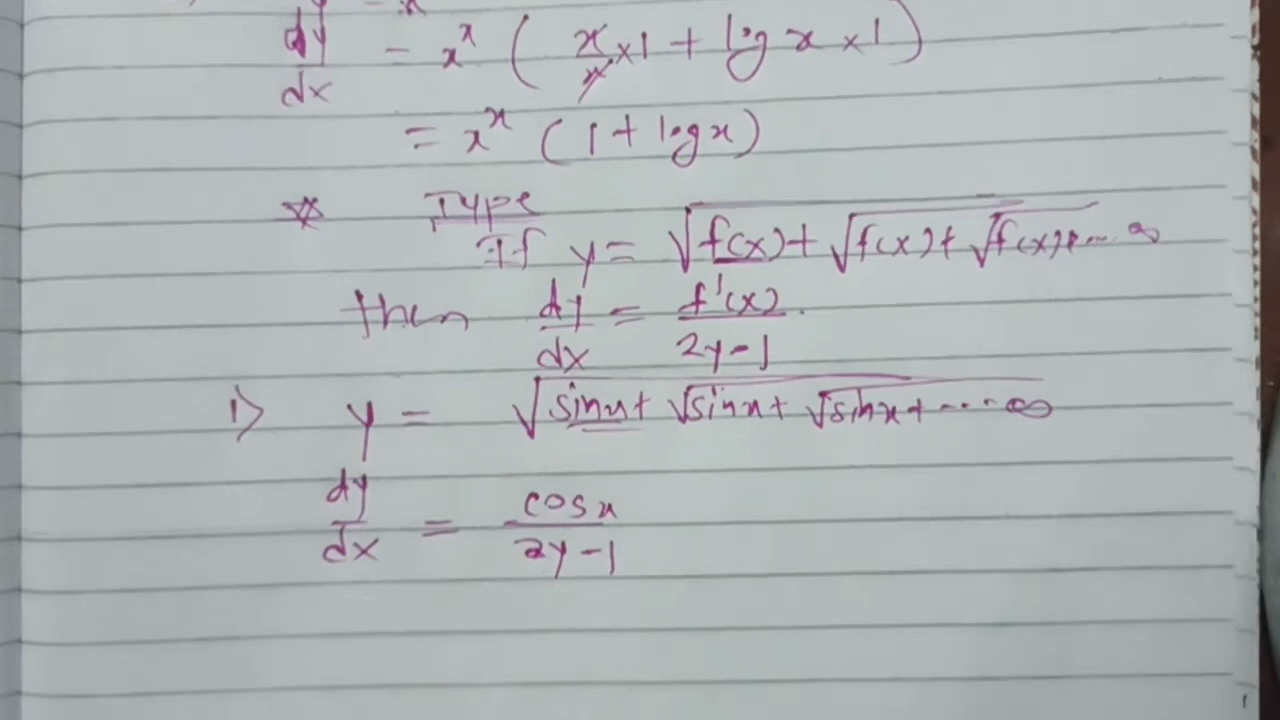 dy/dx = x^x ( x/x ×1 + log x ×1 )
= x^x (1 + log x)
☆ Type
If y = √f(x) + √f(x) + √f(x) + .... ∞
then dy/dx = f'(x)/2y-1
1> y = √sinx + √sinx + √sinx + .... ∞
dy/dx = cosx/2y-1